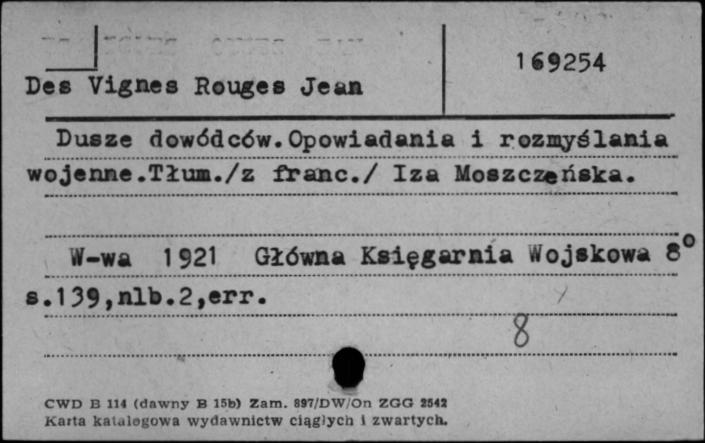 169254
Des Vignes Rouges Jean
Dusze dowódców.Opowiadania i rozmyślania
wojenne.Tłum./z franc./ Iza Moszczeńska.
W-wa 1921 Główna Księgarnia Wojskowa 8°
s.139,nlb.2,err.
8
CWD B 114 (dawny B 15b) Zam. 897/DW/On ZGG 2542
Karta katalogowa wydawnictw ciągłych i zwartych.